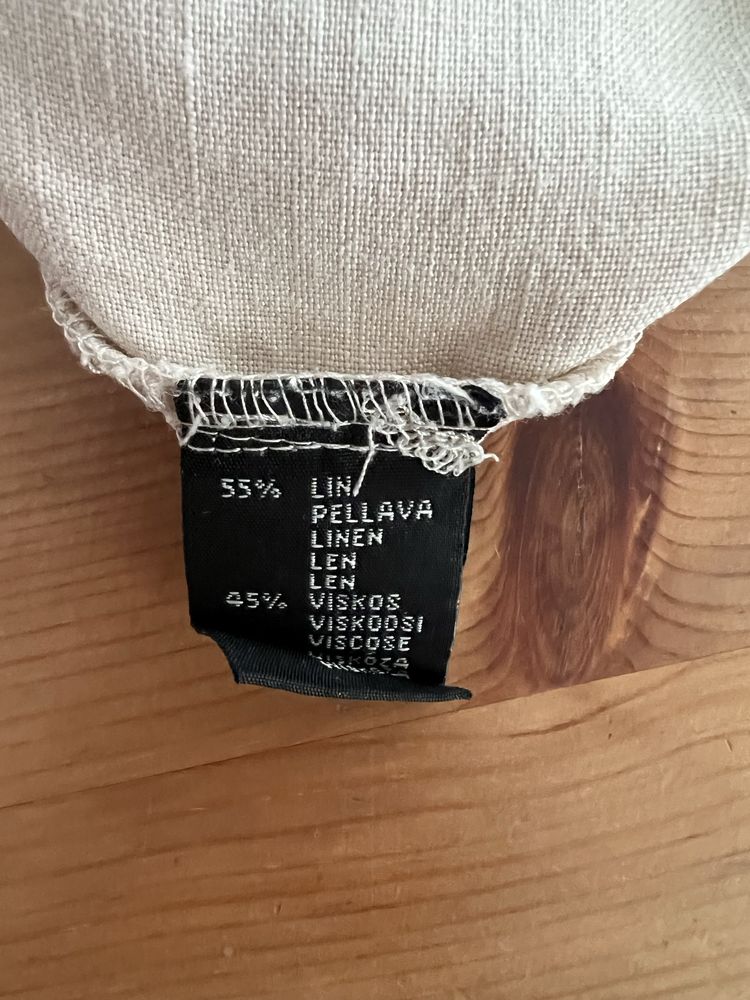 55% LIN
PELLAVA
LINEN
LEN
LEN
45% VISKOS
VISKOOSI
VISCOSE